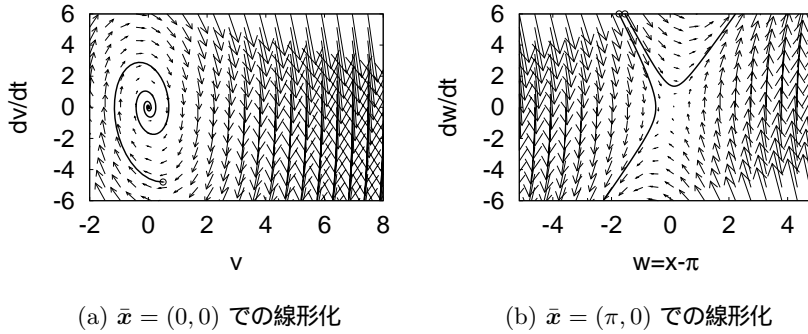 6
4
2
0
-2
-4
-6
dv/dt
-2 0 2 4 6 8
v
(a) x̄ = (0, 0) での線形化
6
4
2
0
-2
-4
-6
dw/dt
-4 -2 0 2 4
w=x-π
(b) x̄ = (π, 0) での線形化